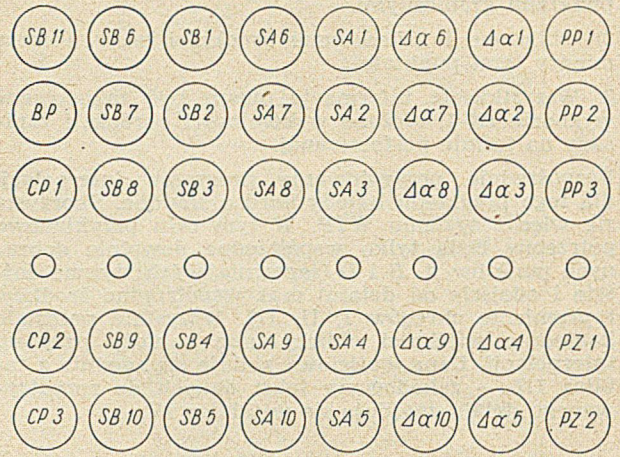 SB 11 SB 6 SB 1 SA 6 SA 1 Δα 6 Δα 1 PP 1
BP SB 7 SB 2 SA 7 SA 2 Δα 7 Δα 2 PP 2
CP 1 SB 8 SB 3 SA 8 SA 3 Δα 8 Δα 3 PP 3
CP 2 SB 9 SB 4 SA 9 SA 4 Δα 9 Δα 4 PZ 1
CP 3 SB 10 SB 5 SA 10 SA 5 Δα 10 Δα 5 PZ 2